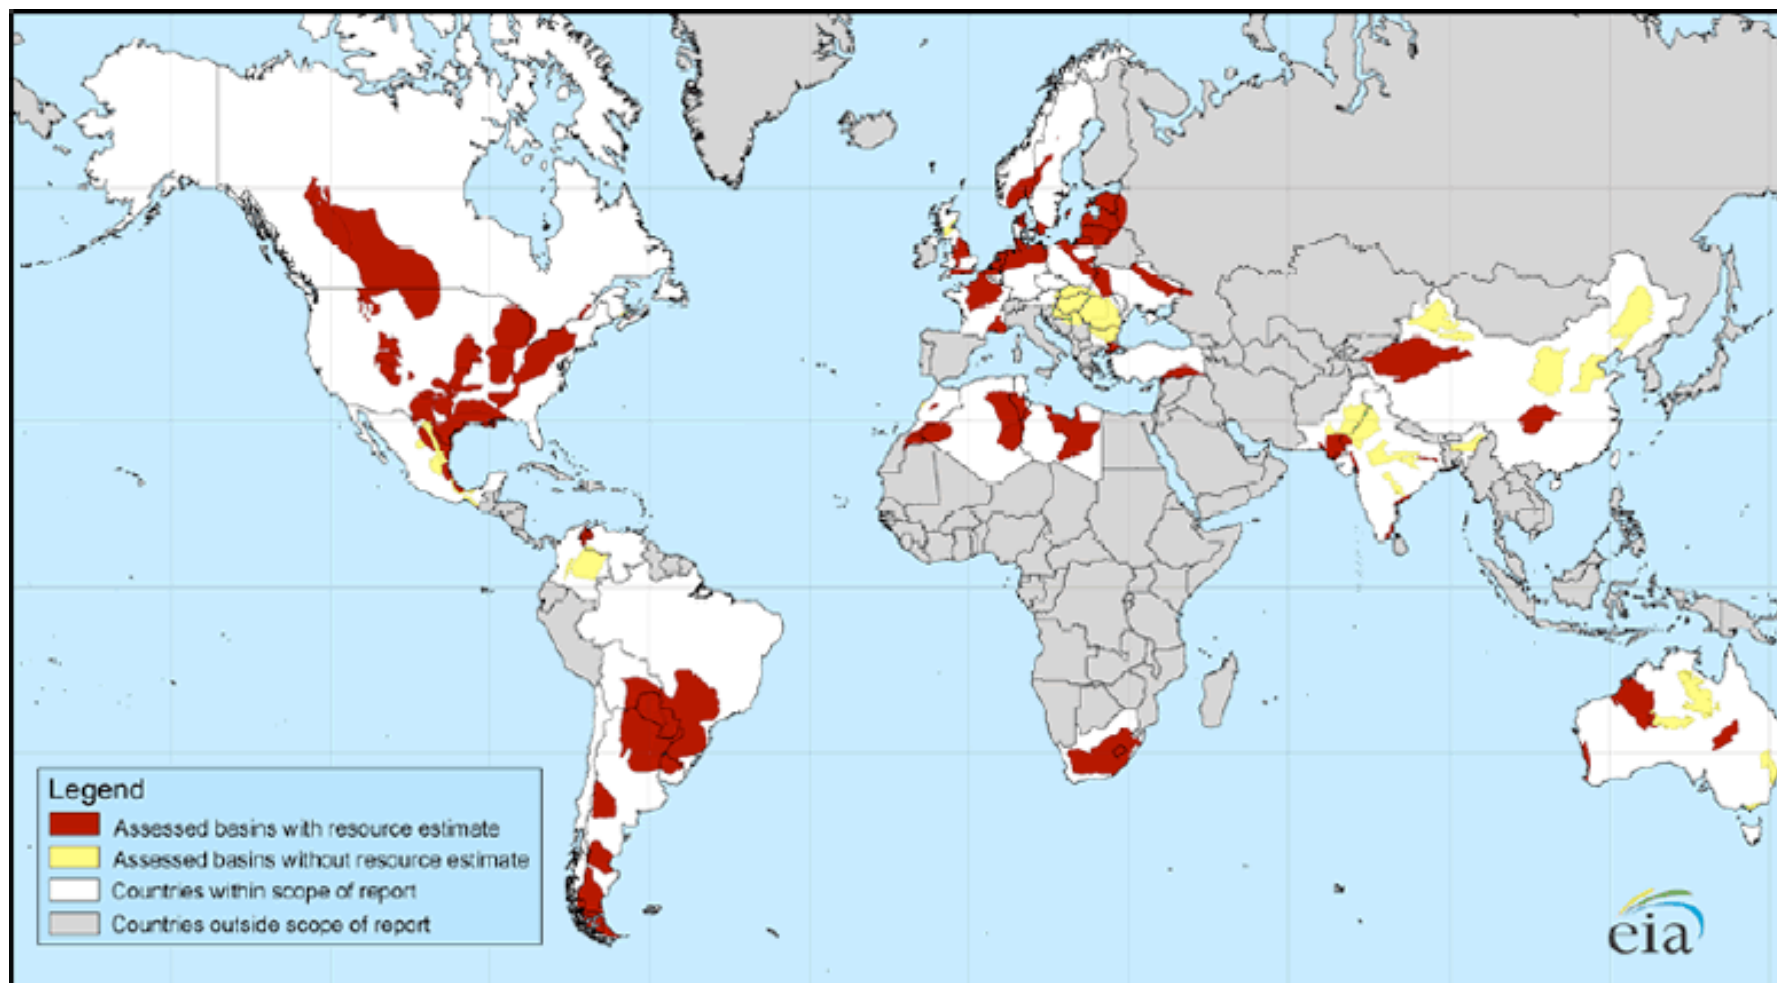 Legend
Assessed basins with resource estimate
Assessed basins without resource estimate
Countries within scope of report
Countries outside scope of report
eia